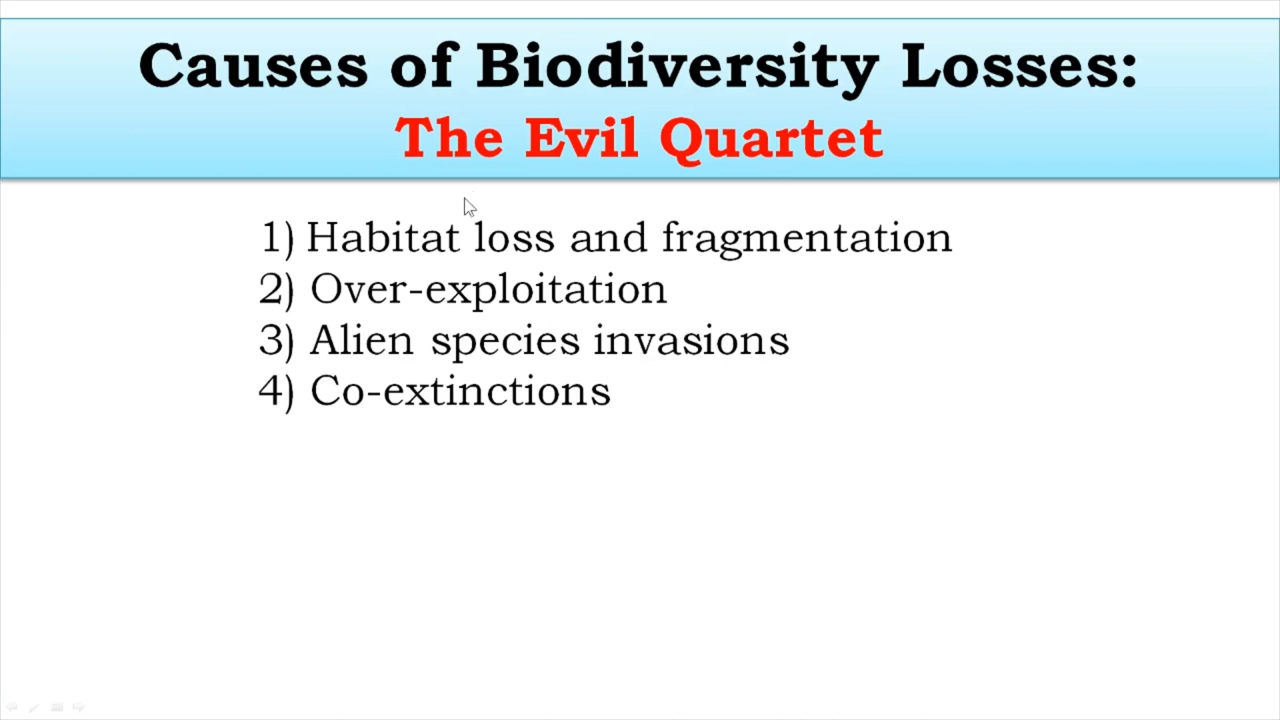 Causes of Biodiversity Losses:
The Evil Quartet
1) Habitat loss and fragmentation
2) Over-exploitation
3) Alien species invasions
4) Co-extinctions